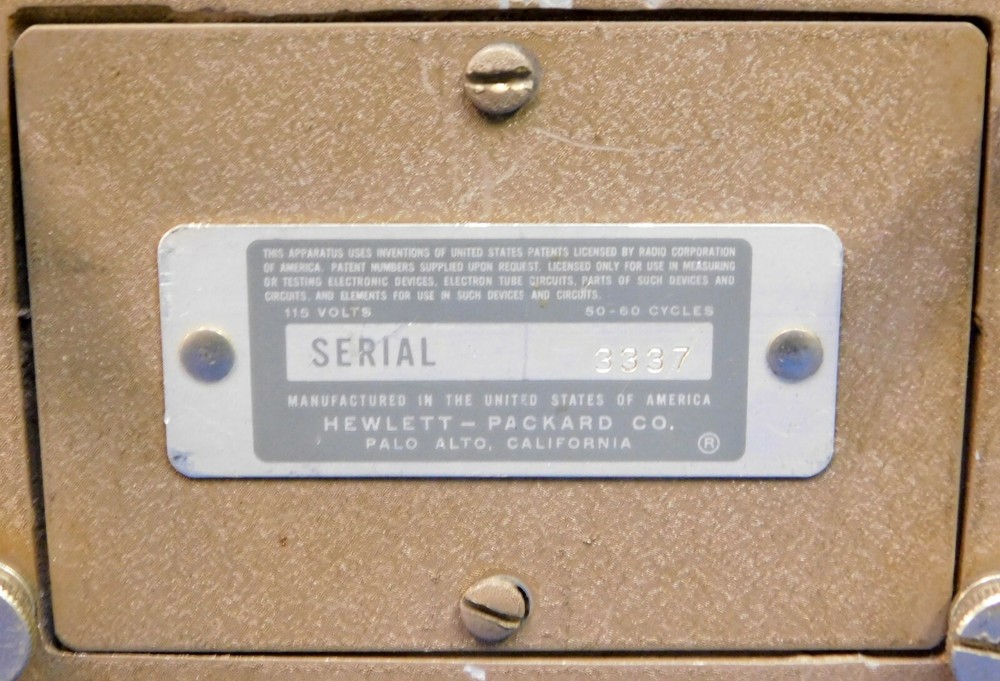 THIS APPARATUS USES INVENTIONS OF UNITED STATES PATENTS LICENSED BY RADIO CORPORATION
OF AMERICA. PATENT NUMBERS SUPPLIED UPON REQUEST. LICENSED ONLY FOR USE IN MEASURING
OR TESTING ELECTRONIC DEVICES, ELECTRON TUBE CIRCUITS, PARTS OF SUCH DEVICES AND
CIRCUITS, AND ELEMENTS FOR USE IN SUCH DEVICES AND CIRCUITS.
115 VOLTS 50-60 CYCLES
SERIAL 3337
MANUFACTURED IN THE UNITED STATES OF AMERICA
HEWLETT-PACKARD CO.
PALO ALTO, CALIFORNIA ®